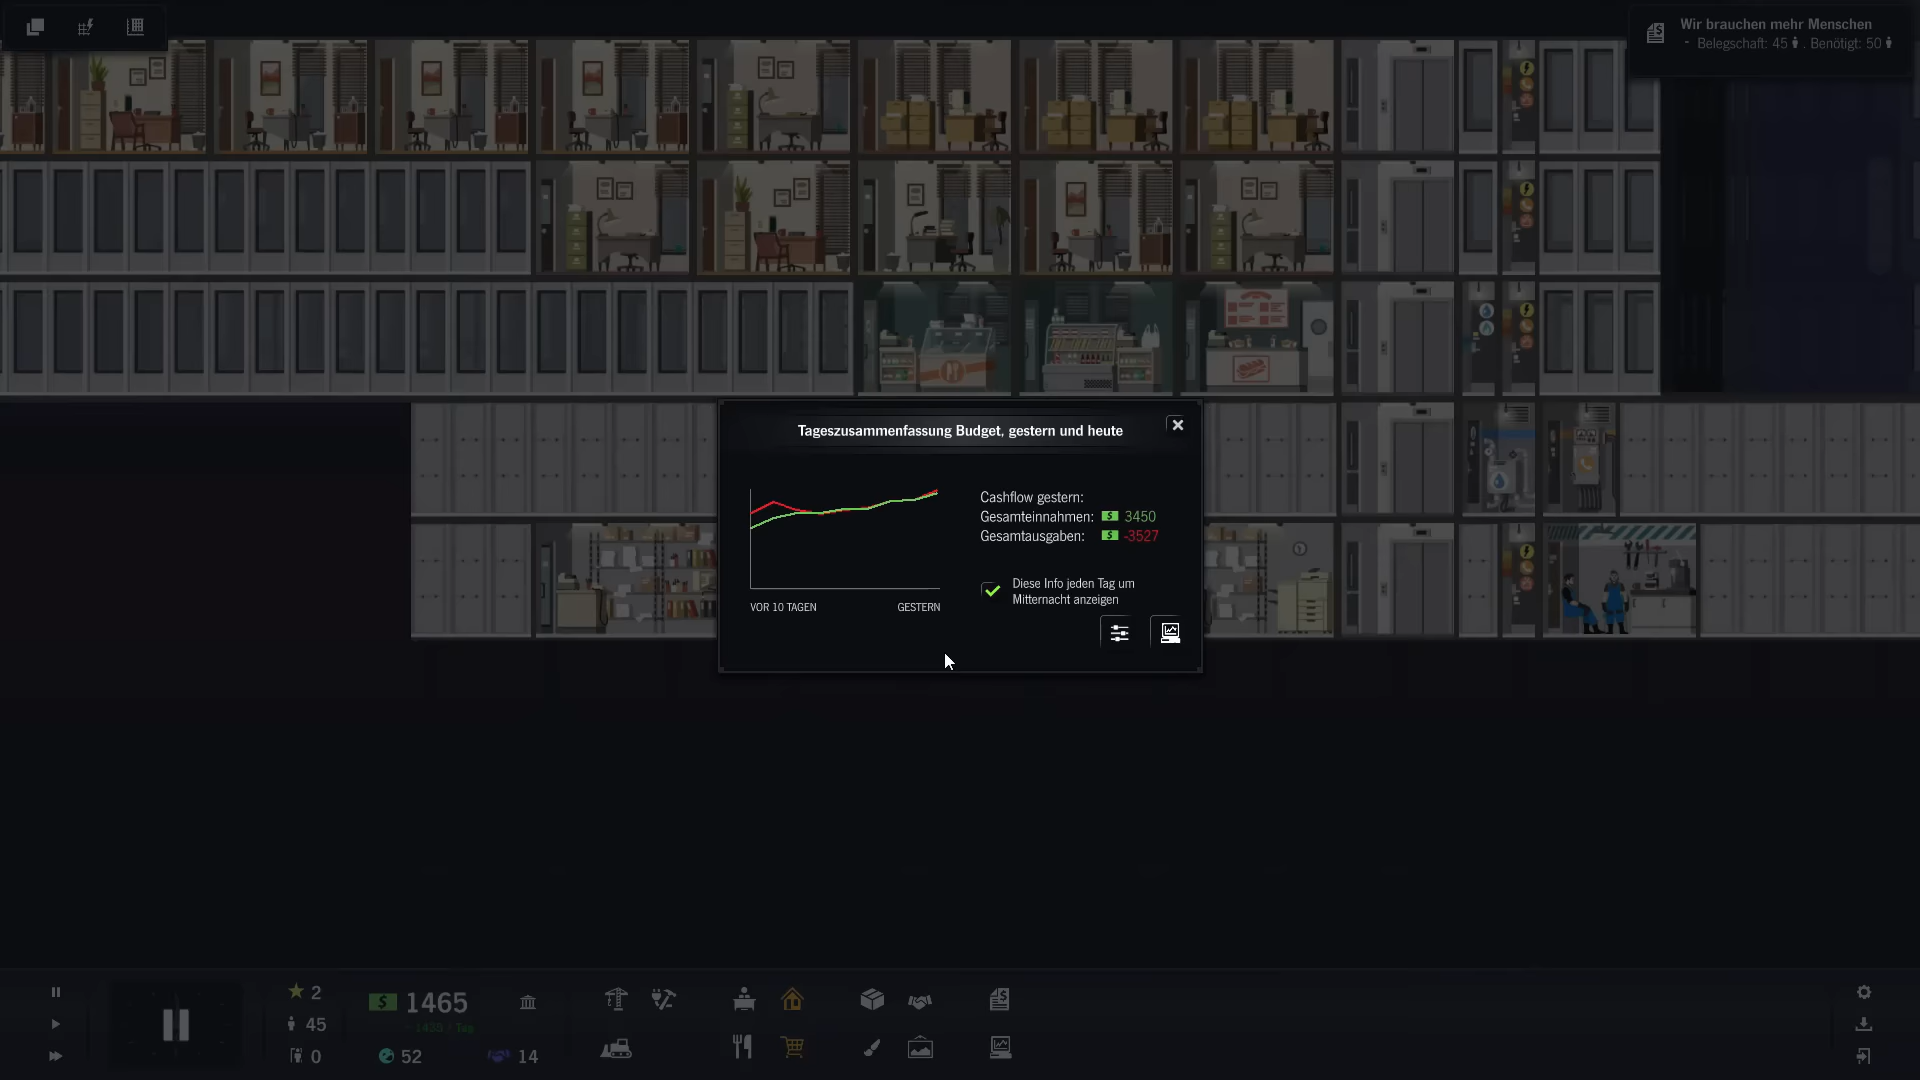 Wir brauchen mehr Menschen
- Belegschaft: 45 . Benötigt: 50
Tageszusammenfassung Budget, gestern und heute
Cashflow gestern:
Gesamteinnahmen: $ 3450
Gesamtausgaben: $ -3527
Diese Info jeden Tag um
Mitternacht anzeigen
VOR 10 TAGEN
GESTERN
2
$ 1465
45
0
52
14